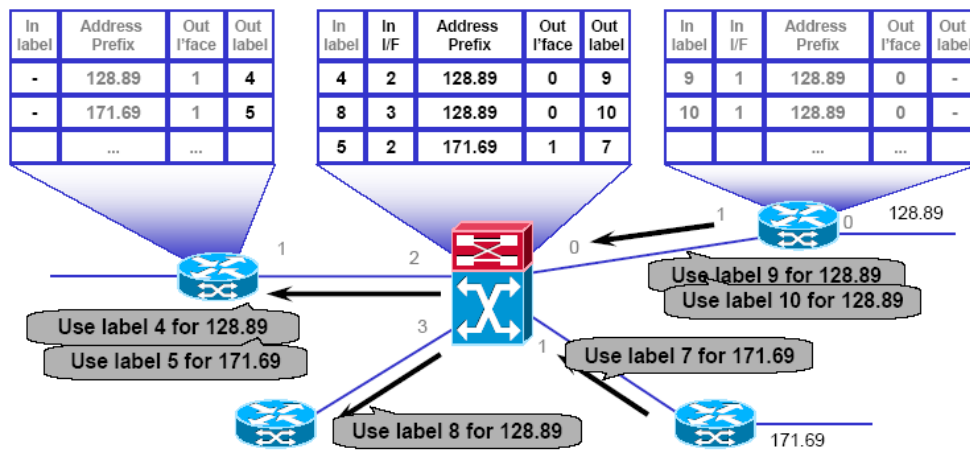 In label Address Prefix Out I'face Out label
- 128.89 1 4
- 171.69 1 5
... ...
In label In I/F Address Prefix Out I'face Out label
4 2 128.89 0 9
8 3 128.89 0 10
5 2 171.69 1 7
In label In I/F Address Prefix Out I'face Out label
9 1 128.89 0 -
10 1 128.89 0 -
... ...
1
0
128.89
1
2
0
Use label 9 for 128.89
Use label 10 for 128.89
Use label 4 for 128.89
Use label 5 for 171.69
3
1
Use label 7 for 171.69
Use label 8 for 128.89
171.69